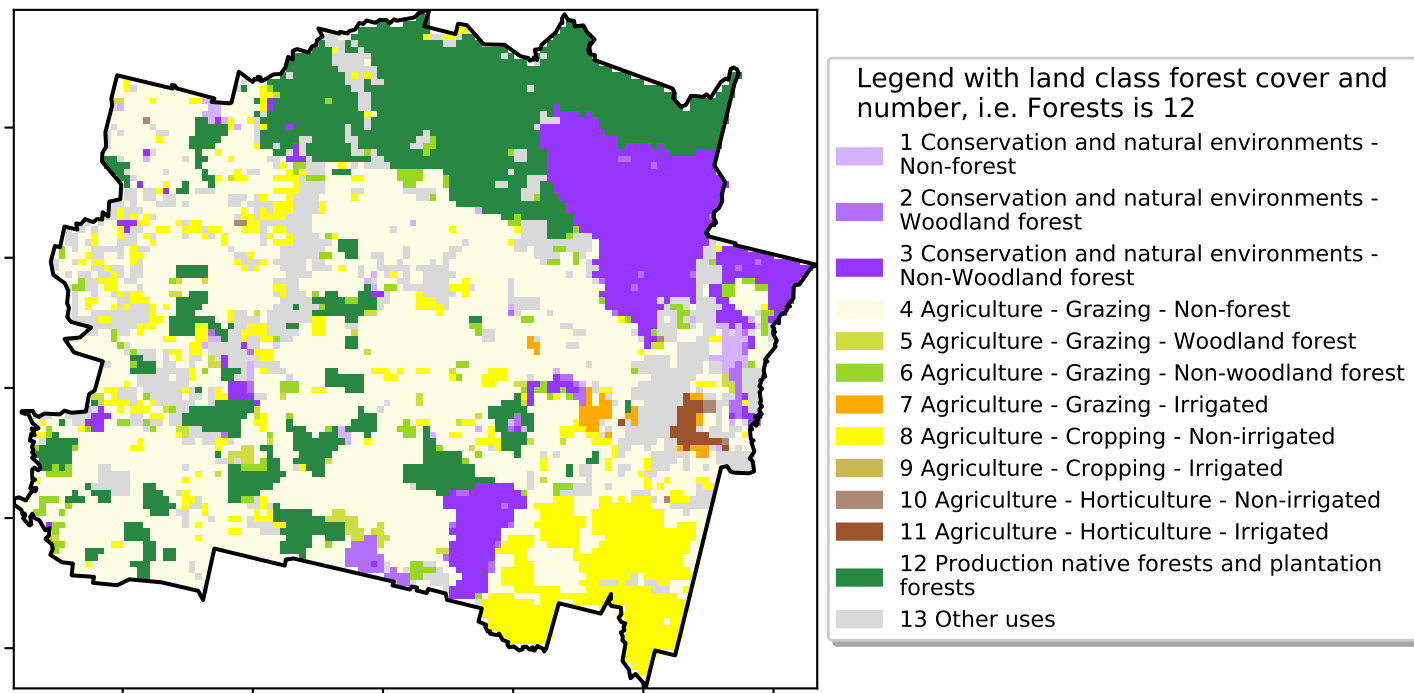 Legend with land class forest cover and
number, i.e. Forests is 12
1 Conservation and natural environments -
Non-forest
2 Conservation and natural environments -
Woodland forest
3 Conservation and natural environments -
Non-Woodland forest
4 Agriculture - Grazing - Non-forest
5 Agriculture - Grazing - Woodland forest
6 Agriculture - Grazing - Non-woodland forest
7 Agriculture - Grazing - Irrigated
8 Agriculture - Cropping - Non-irrigated
9 Agriculture - Cropping - Irrigated
10 Agriculture - Horticulture - Non-irrigated
11 Agriculture - Horticulture - Irrigated
12 Production native forests and plantation
forests
13 Other uses